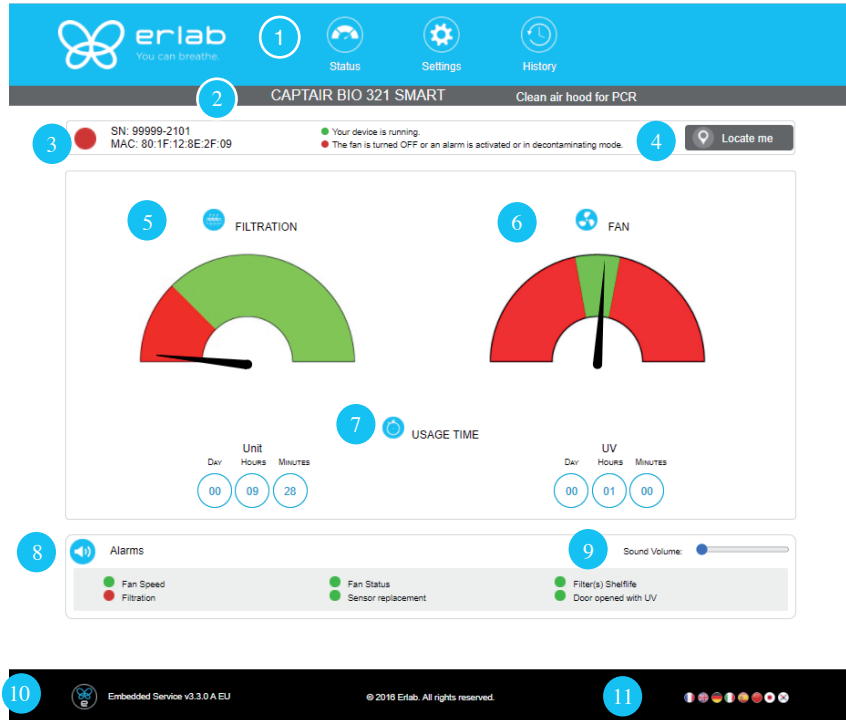 erlab
You can breathe.
1
Status
Settings
History
2
CAPTAIR BIO 321 SMART
Clean air hood for PCR
3
SN: 99999-2101
MAC: 80:1F:12:8E:2F:09
Your device is running.
The fan is turned OFF or an alarm is activated or in decontaminating mode.
4
Locate me
5
FILTRATION
6
FAN
7
USAGE TIME
Unit
DAY HOURS MINUTES
00 09 28
UV
DAY HOURS MINUTES
00 01 00
8
Alarms
9
Sound Volume:
Fan Speed
Fan Status
Filter(s) Shelflife
Filtration
Sensor replacement
Door opened with UV
10
e
Embedded Service v3.3.0 A EU
© 2016 Erlab. All rights reserved.
11